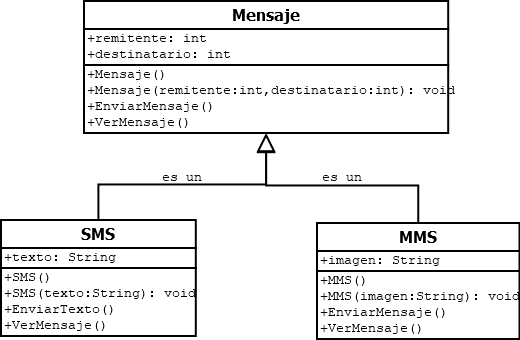 Mensaje
+remitente: int
+destinatario: int
+Mensaje()
+Mensaje(remitente:int,destinatario:int): void
+EnviarMensaje()
+VerMensaje()
es un
es un
SMS
+texto: String
+SMS()
+SMS(texto:String): void
+EnviarTexto()
+VerMensaje()
MMS
+imagen: String
+MMS()
+MMS(imagen:String): void
+EnviarMensaje()
+VerMensaje()